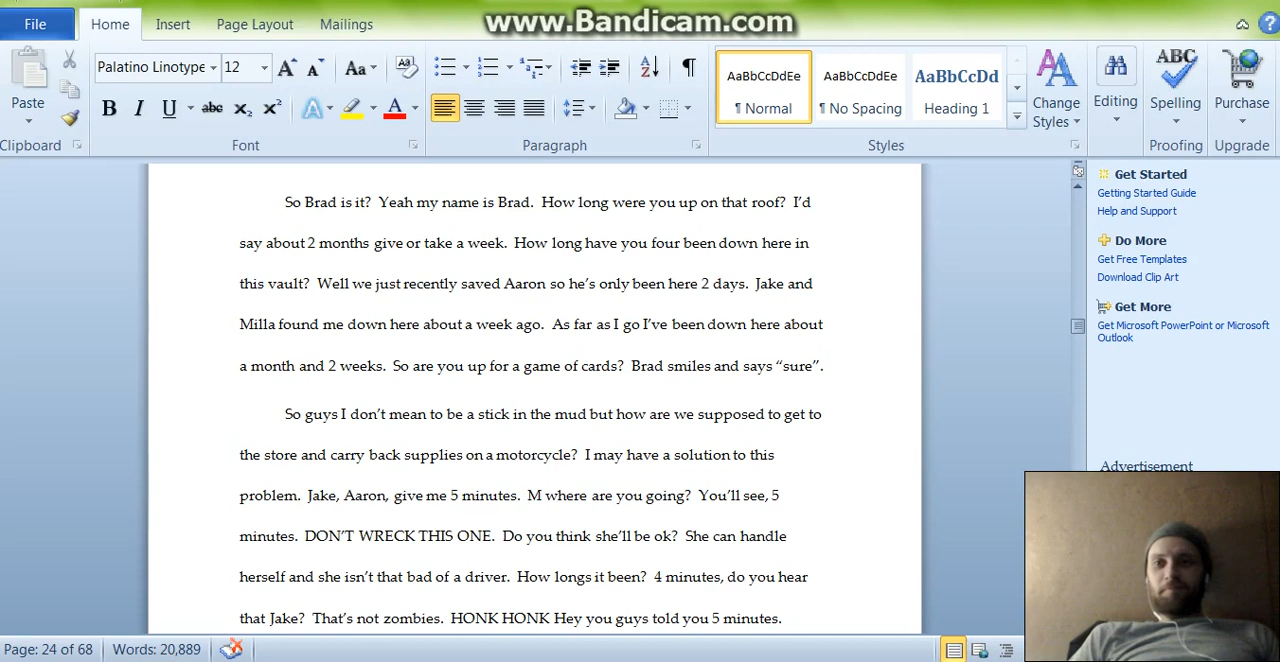 www.Bandicam.com
File Home Insert Page Layout Mailings
Palatino Linotype 12
Paste
Clipboard Font Paragraph Styles Proofing Upgrade
AaBbCcDdEe AaBbCcDdEe AaBbCcDd
¶ Normal ¶ No Spacing Heading 1
Change Styles Editing Spelling Purchase
So Brad is it? Yeah my name is Brad. How long were you up on that roof? I'd
say about 2 months give or take a week. How long have you four been down here in
this vault? Well we just recently saved Aaron so he's only been here 2 days. Jake and
Milla found me down here about a week ago. As far as I go I've been down here about
a month and 2 weeks. So are you up for a game of cards? Brad smiles and says “sure”.
So guys I don't mean to be a stick in the mud but how are we supposed to get to
the store and carry back supplies on a motorcycle? I may have a solution to this
problem. Jake, Aaron, give me 5 minutes. M where are you going? You'll see, 5
minutes. DON'T WRECK THIS ONE. Do you think she'll be ok? She can handle
herself and she isn't that bad of a driver. How longs it been? 4 minutes, do you hear
that Jake? That's not zombies. HONK HONK Hey you guys told you 5 minutes.
Get Started
Getting Started Guide
Help and Support
Do More
Get Free Templates
Download Clip Art
Get More
Get Microsoft PowerPoint or Microsoft
Outlook
Advertisement
Page: 24 of 68 Words: 20,889